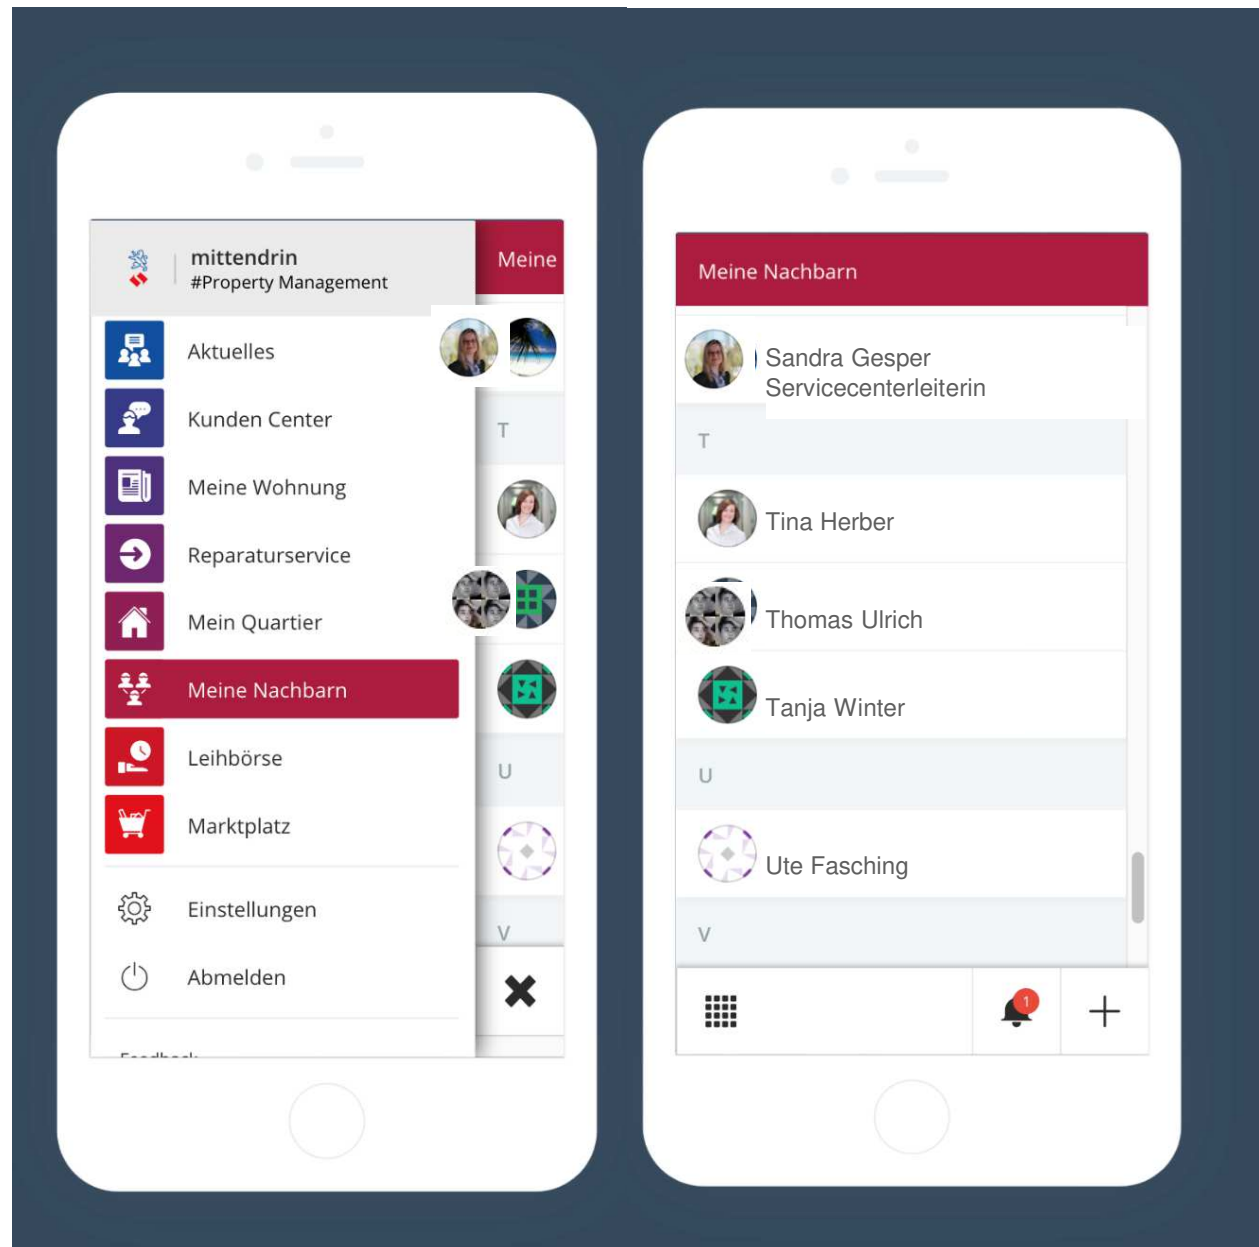 mittendrin
#Property Management
Aktuelles
Kunden Center
Meine Wohnung
Reparaturservice
Mein Quartier
Meine Nachbarn
Leihbörse
Marktplatz
Einstellungen
Abmelden
Feedback
Meine
T
U
V
Meine Nachbarn
Sandra Gesper
Servicecenterleiterin
T
Tina Herber
Thomas Ulrich
Tanja Winter
U
Ute Fasching
V
1